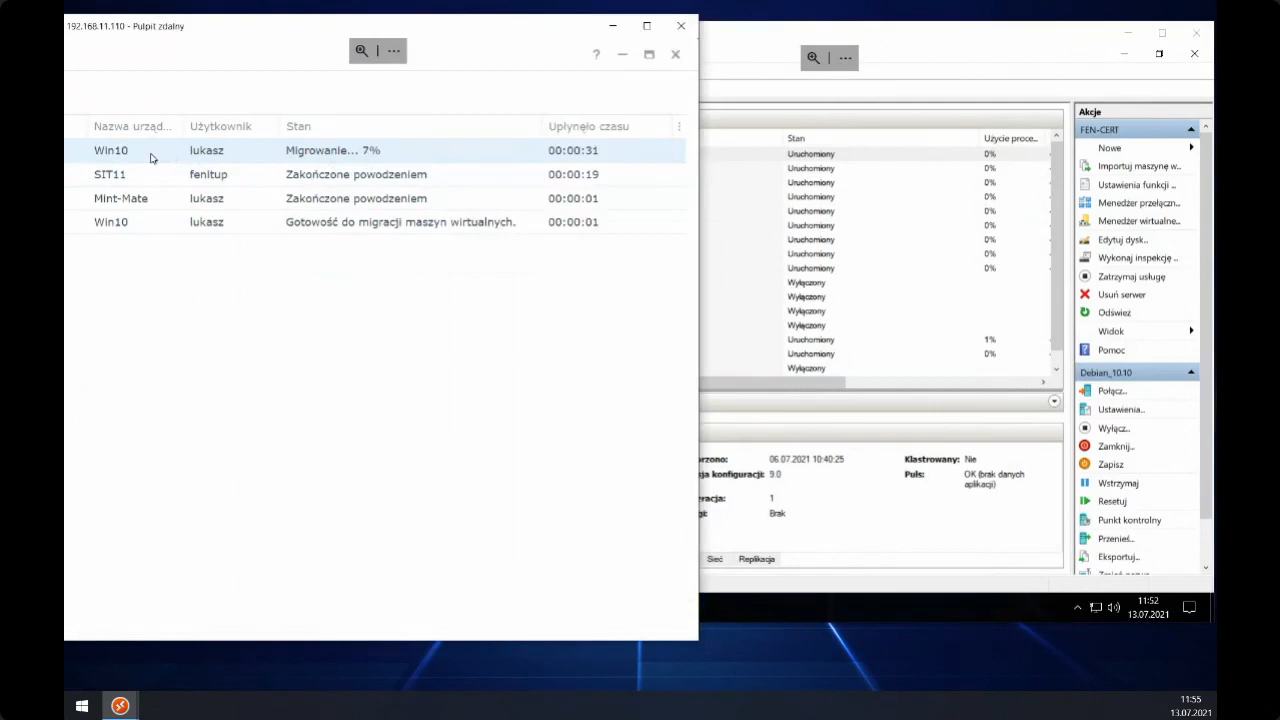 192.168.11.110 - Pulpit zdalny
Nazwa urząd... Użytkownik Stan Upłynęło czasu
Win10 lukasz Migrowanie... 7% 00:00:31
SIT11 fenitup Zakończone powodzeniem 00:00:19
Mint-Mate lukasz Zakończone powodzeniem 00:00:01
Win10 lukasz Gotowość do migracji maszyn wirtualnych. 00:00:01
Stan Użycie proce...
Uruchomiony 0%
Uruchomiony 0%
Uruchomiony 0%
Uruchomiony 0%
Uruchomiony 0%
Uruchomiony 0%
Uruchomiony 0%
Uruchomiony 0%
Uruchomiony 0%
Wyłączony
Wyłączony
Wyłączony
Wyłączony
Uruchomiony 1%
Uruchomiony 0%
Wyłączony
orzono: 06.07.2021 10:40:25 Klastrowany: Nie
sja konfiguracji: 9.0 Puls: OK (brak danych
aplikacji)
eracja: 1
gi: Brak
Sieć Replikacja
Akcje
FEN-CERT
Nowe
Importuj maszynę w...
Ustawienia funkcji ...
Menedżer przełączn...
Menedżer wirtualne...
Edytuj dysk...
Wykonaj inspekcję ...
Zatrzymaj usługę
Usuń serwer
Odśwież
Widok
Pomoc
Debian_10.10
Połącz...
Ustawienia...
Wyłącz...
Zamknij...
Zapisz
Wstrzymaj
Resetuj
Punkt kontrolny
Przenieś...
Eksportuj...
11:52
13.07.2021
11:55
13.07.2021